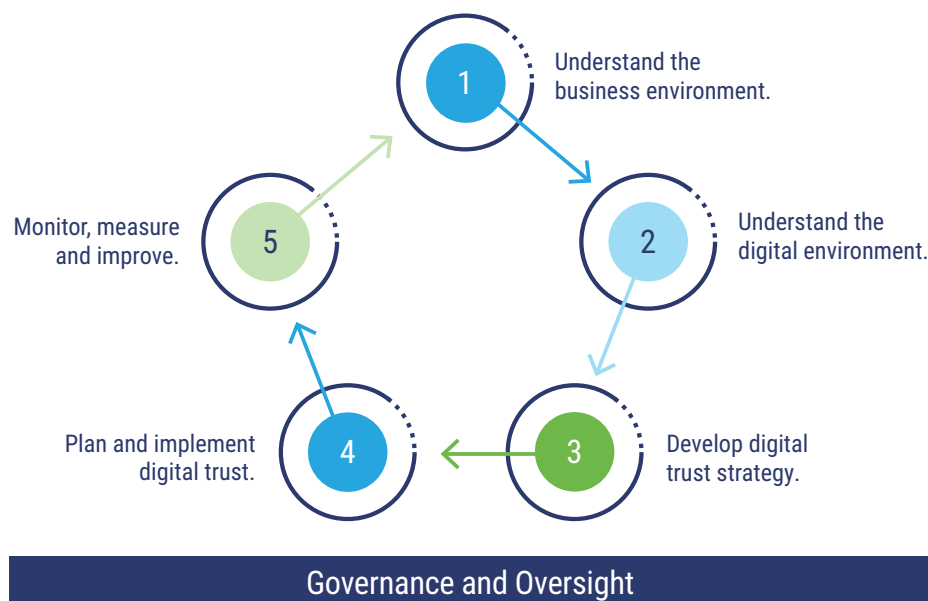 1
Understand the
business environment.
2
Understand the
digital environment.
3
Develop digital
trust strategy.
4
Plan and implement
digital trust.
5
Monitor, measure
and improve.
Governance and Oversight